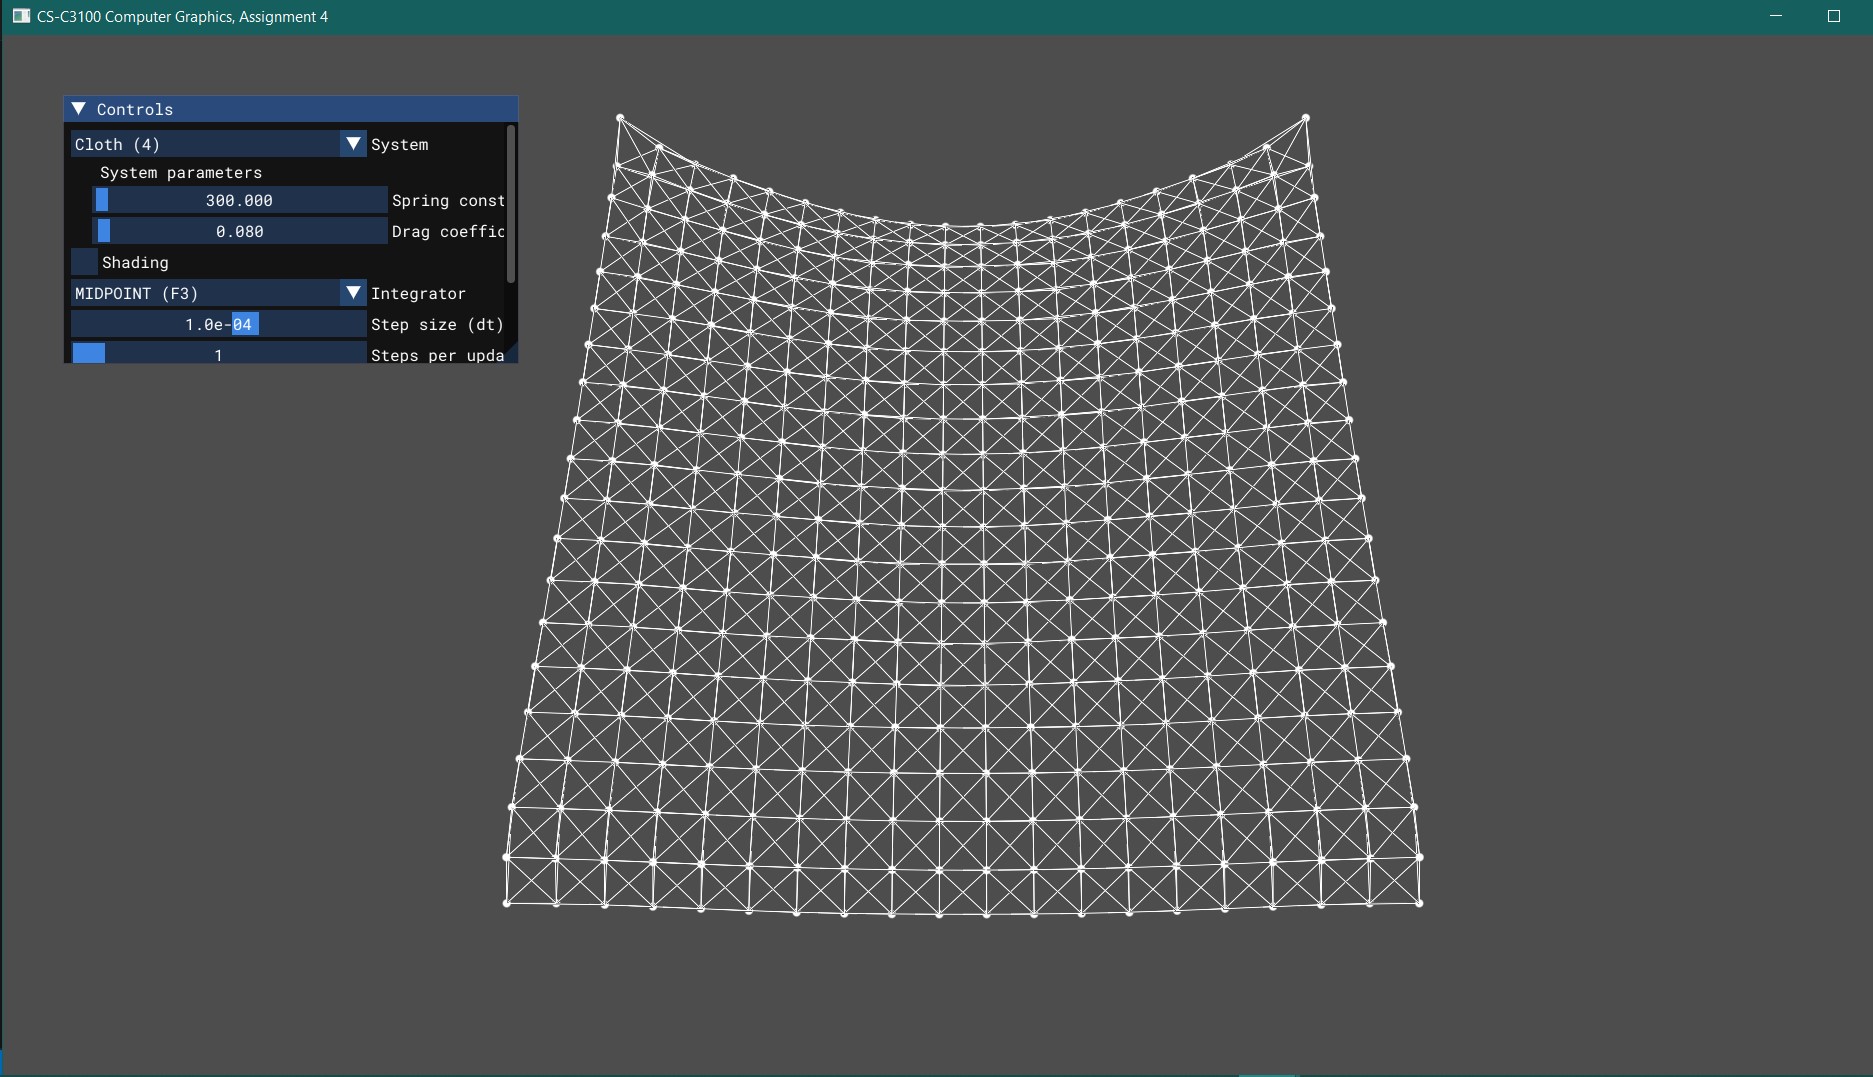 CS-C3100 Computer Graphics, Assignment 4
Controls
Cloth (4) System
System parameters
300.000 Spring const
0.080 Drag coeffic
Shading
MIDPOINT (F3) Integrator
1.0e-04 Step size (dt)
1 Steps per upda